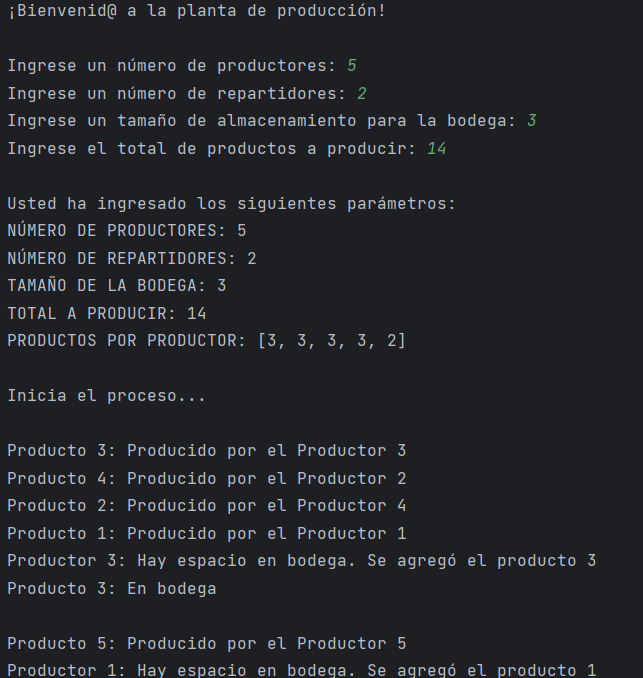 ¡Bienvenid@ a la planta de producción!
Ingrese un número de productores: 5
Ingrese un número de repartidores: 2
Ingrese un tamaño de almacenamiento para la bodega: 3
Ingrese el total de productos a producir: 14
Usted ha ingresado los siguientes parámetros:
NÚMERO DE PRODUCTORES: 5
NÚMERO DE REPARTIDORES: 2
TAMAÑO DE LA BODEGA: 3
TOTAL A PRODUCIR: 14
PRODUCTOS POR PRODUCTOR: [3, 3, 3, 3, 2]
Inicia el proceso...
Producto 3: Producido por el Productor 3
Producto 4: Producido por el Productor 2
Producto 2: Producido por el Productor 4
Producto 1: Producido por el Productor 1
Productor 3: Hay espacio en bodega. Se agregó el producto 3
Producto 3: En bodega
Producto 5: Producido por el Productor 5
Productor 1: Hay espacio en bodega. Se agregó el producto 1